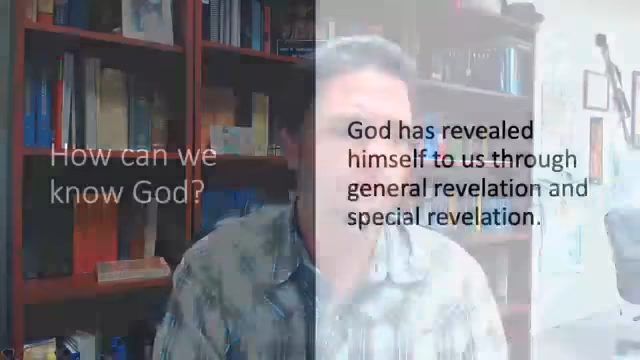 How can we
know God?
God has revealed
himself to us through
general revelation and
special revelation.